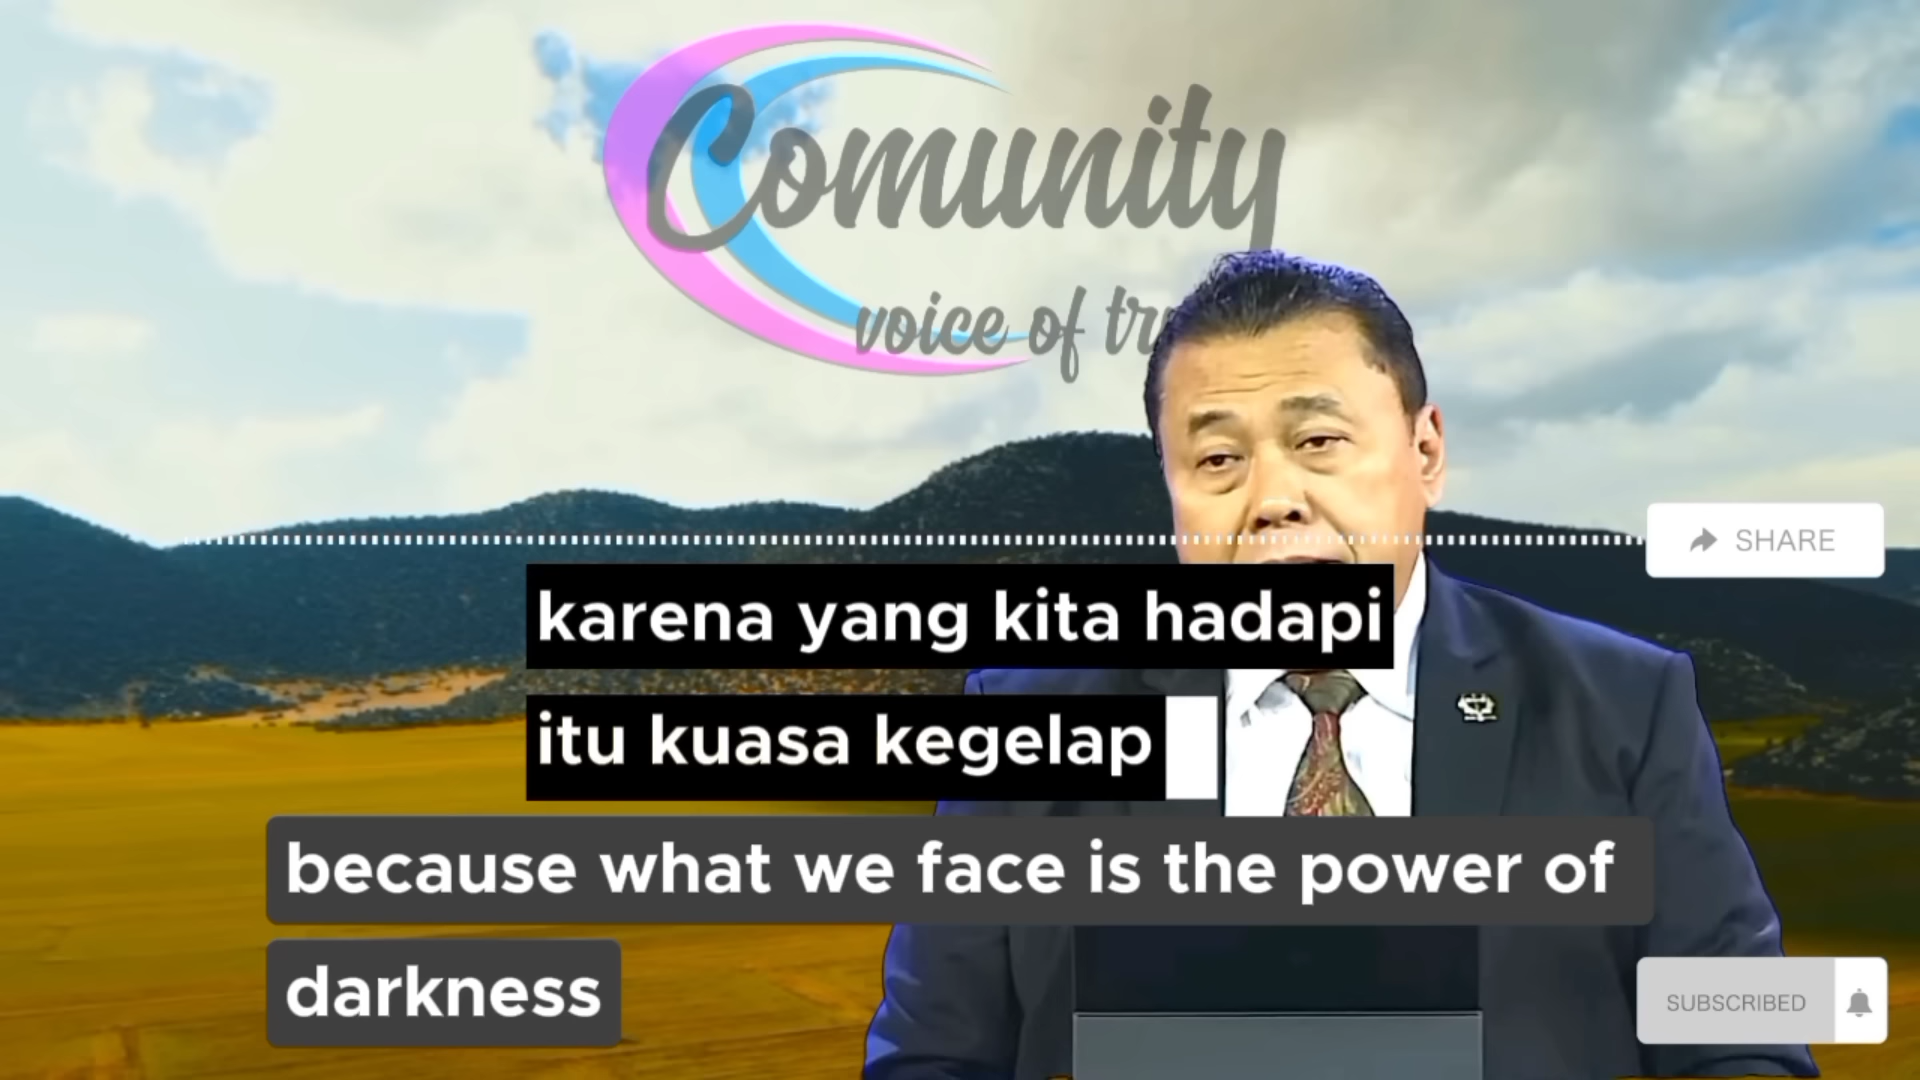 Comunity
voice of
SHARE
karena yang kita hadapi
itu kuasa kegelap
because what we face is the power of
darkness
SUBSCRIBED